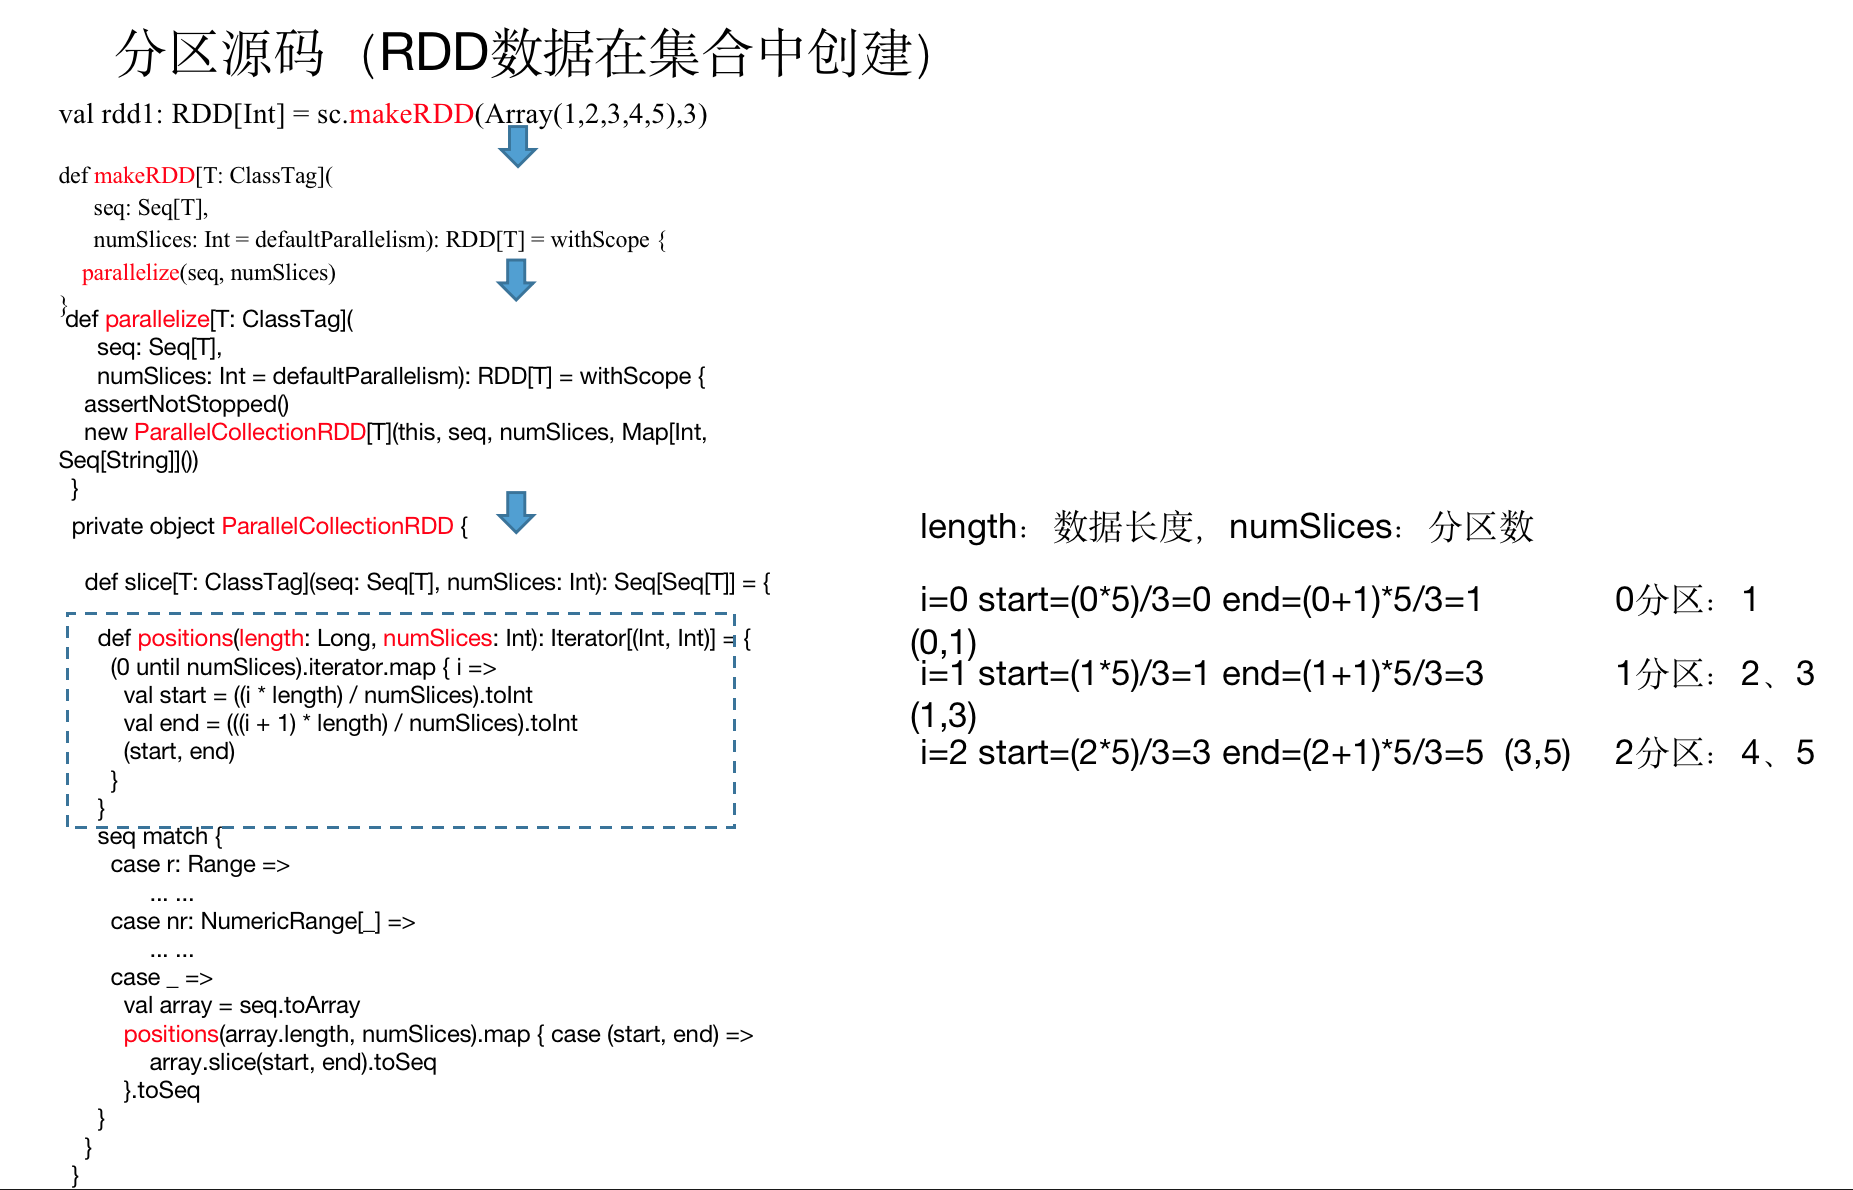 分区源码（RDD数据在集合中创建）
val rdd1: RDD[Int] = sc.makeRDD(Array(1,2,3,4,5),3)
def makeRDD[T: ClassTag](
seq: Seq[T],
numSlices: Int = defaultParallelism): RDD[T] = withScope {
parallelize(seq, numSlices)
}
def parallelize[T: ClassTag](
seq: Seq[T],
numSlices: Int = defaultParallelism): RDD[T] = withScope {
assertNotStopped()
new ParallelCollectionRDD[T](this, seq, numSlices, Map[Int,
Seq[String]]())
}
private object ParallelCollectionRDD {
def slice[T: ClassTag](seq: Seq[T], numSlices: Int): Seq[Seq[T]] = {
def positions(length: Long, numSlices: Int): Iterator[(Int, Int)] = {
(0 until numSlices).iterator.map { i =>
val start = ((i * length) / numSlices).toInt
val end = (((i + 1) * length) / numSlices).toInt
(start, end)
}
}
seq match {
case r: Range =>
... ...
case nr: NumericRange[_] =>
... ...
case _ =>
val array = seq.toArray
positions(array.length, numSlices).map { case (start, end) =>
array.slice(start, end).toSeq
}.toSeq
}
}
}
length：数据长度，numSlices：分区数
i=0 start=(0*5)/3=0 end=(0+1)*5/3=1
(0,1)
0分区：1
i=1 start=(1*5)/3=1 end=(1+1)*5/3=3
(1,3)
1分区：2、3
i=2 start=(2*5)/3=3 end=(2+1)*5/3=5 (3,5)
2分区：4、5